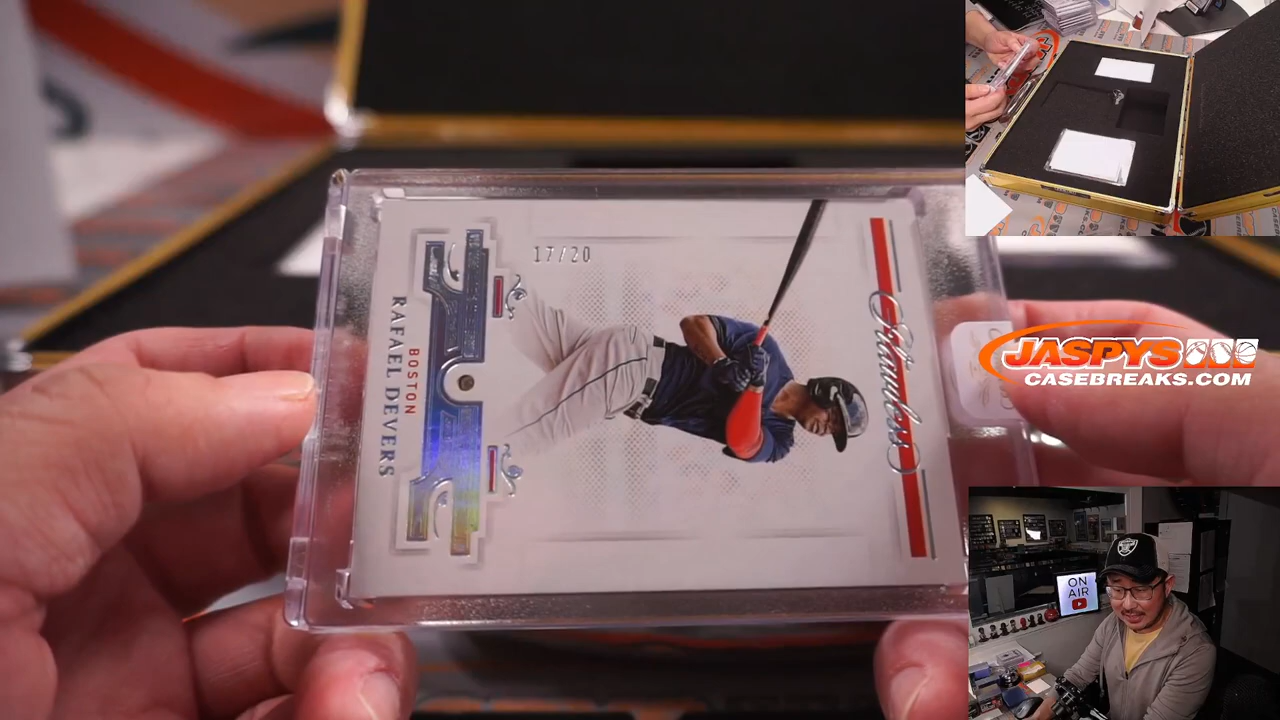 17/20
Flawless
BOSTON
RAFAEL DEVERS
JASPYS
CASEBREAKS.COM
ON
AIR